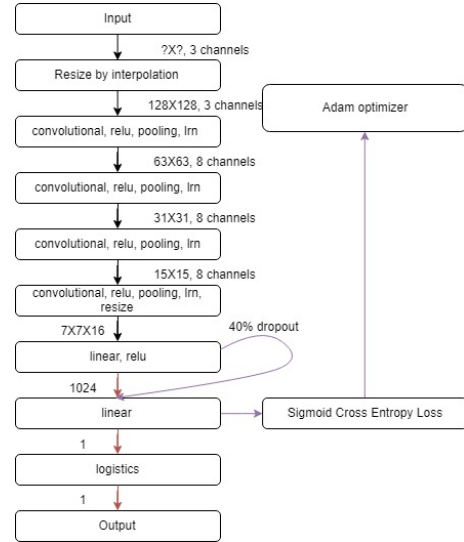 Input
?X?, 3 channels
Resize by interpolation
128X128, 3 channels
Adam optimizer
convolutional, relu, pooling, lrn
63X63, 8 channels
convolutional, relu, pooling, lrn
31X31, 8 channels
convolutional, relu, pooling, lrn
15X15, 8 channels
convolutional, relu, pooling, lrn,
resize
7X7X16
40% dropout
linear, relu
1024
linear
Sigmoid Cross Entropy Loss
1
logistics
1
Output